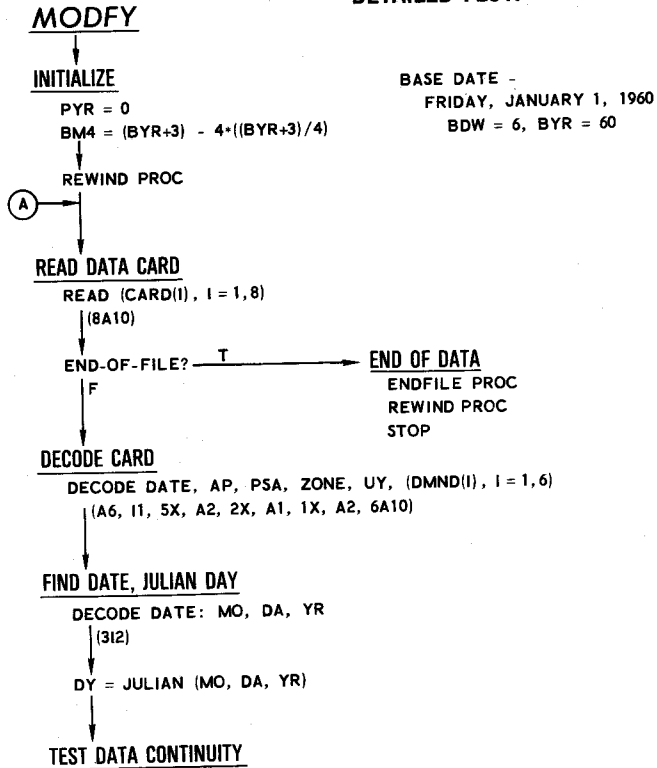 MODFY
INITIALIZE
PYR = 0
BM4 = (BYR+3) - 4*((BYR+3)/4)
BASE DATE -
FRIDAY, JANUARY 1, 1960
BDW = 6, BYR = 60
REWIND PROC
A
READ DATA CARD
READ (CARD(I), I = 1,8)
(8A10)
END-OF-FILE?
T
F
END OF DATA
ENDFILE PROC
REWIND PROC
STOP
DECODE CARD
DECODE DATE, AP, PSA, ZONE, UY, (DMND(I), I = 1,6)
(A6, I1, 5X, A2, 2X, A1, 1X, A2, 6A10)
FIND DATE, JULIAN DAY
DECODE DATE: MO, DA, YR
(3I2)
DY = JULIAN (MO, DA, YR)
TEST DATA CONTINUITY